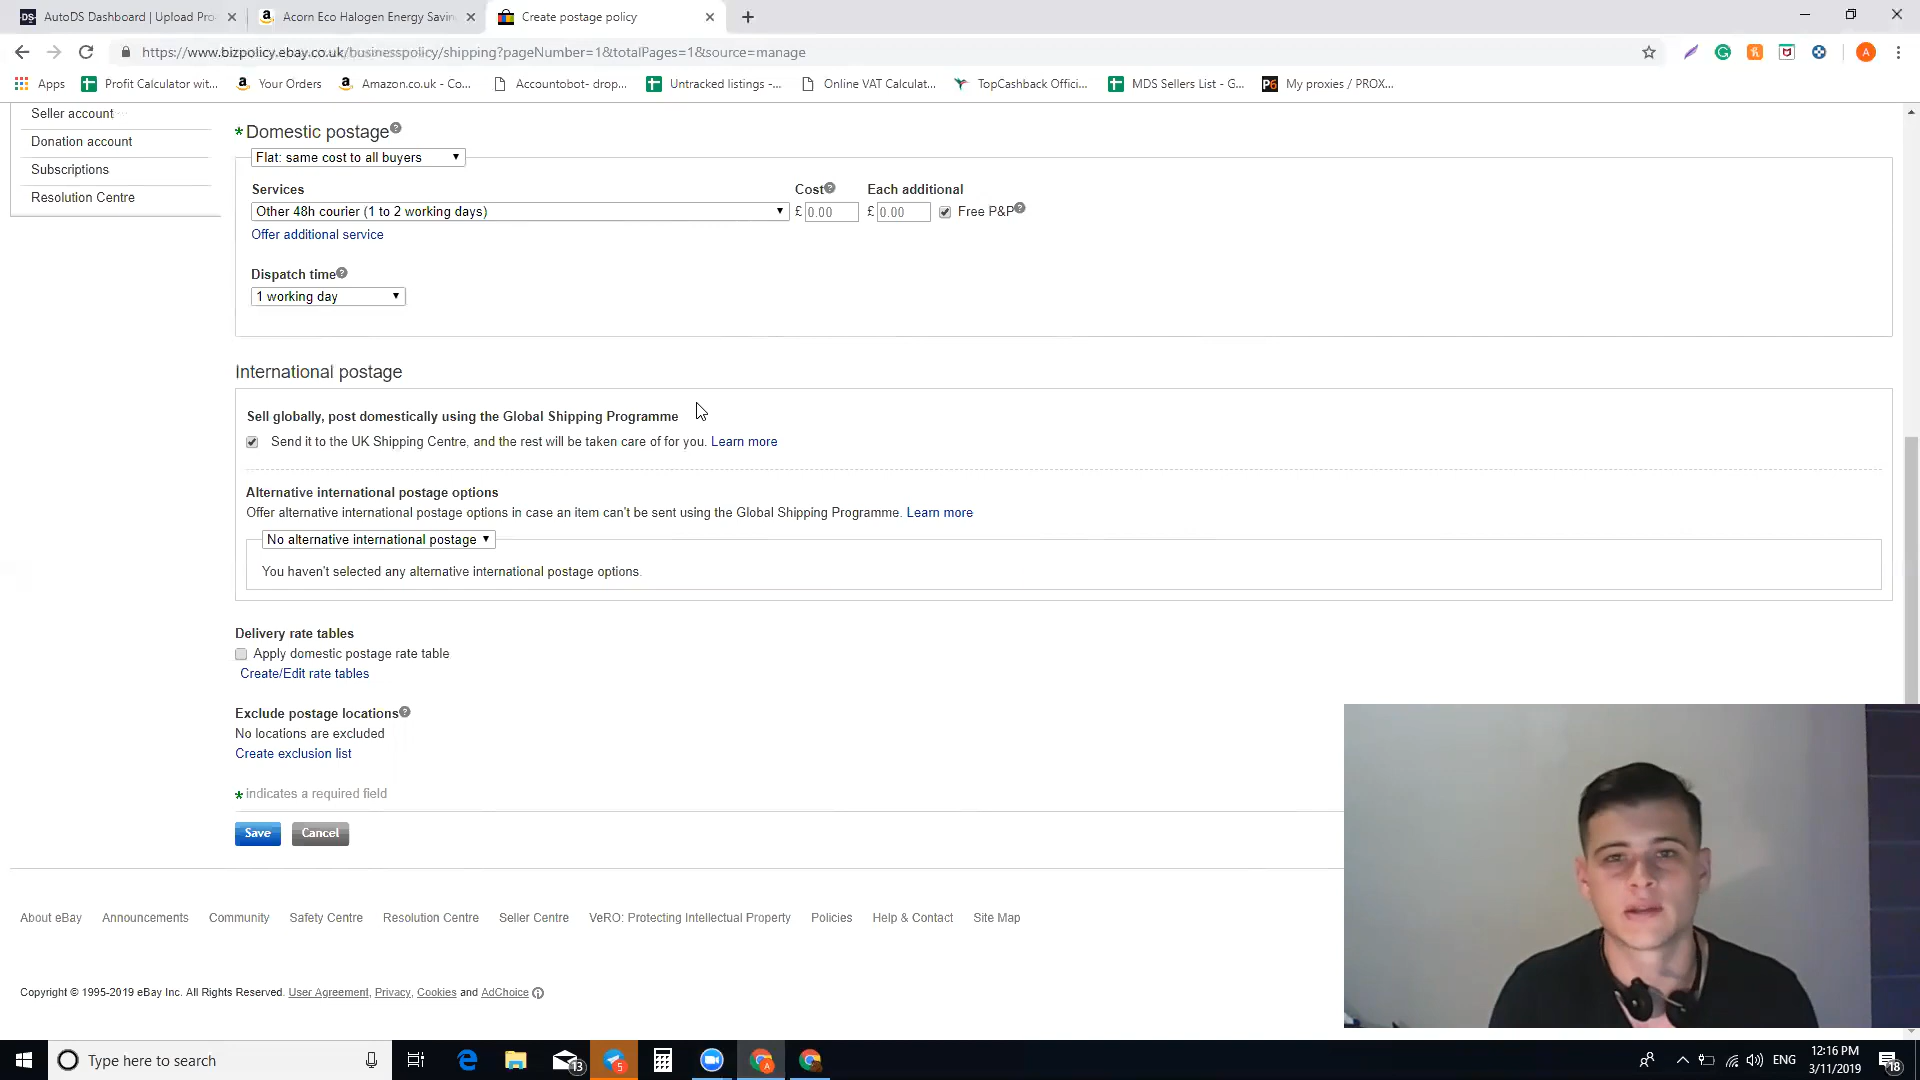 AutoDS Dashboard | Upload Pro
Acorn Eco Halogen Energy Savin
Create postage policy
https://www.bizpolicy.ebay.co.uk/businesspolicy/shipping?pageNumber=1&totalPages=1&source=manage
Apps
Profit Calculator wit...
Your Orders
Amazon.co.uk - Co...
Accountobot- drop...
Untracked listings -...
Online VAT Calculat...
TopCashback Offici...
MDS Sellers List - G...
My proxies / PROX...
Seller account
Donation account
Subscriptions
Resolution Centre
* Domestic postage
Flat: same cost to all buyers
Services
Cost
Each additional
Other 48h courier (1 to 2 working days)
£ 0.00
£ 0.00
Free P&P
Offer additional service
Dispatch time
1 working day
International postage
Sell globally, post domestically using the Global Shipping Programme
Send it to the UK Shipping Centre, and the rest will be taken care of for you. Learn more
Alternative international postage options
Offer alternative international postage options in case an item can't be sent using the Global Shipping Programme. Learn more
No alternative international postage
You haven't selected any alternative international postage options.
Delivery rate tables
Apply domestic postage rate table
Create/Edit rate tables
Exclude postage locations
No locations are excluded
Create exclusion list
* indicates a required field
Save
Cancel
About eBay
Announcements
Community
Safety Centre
Resolution Centre
Seller Centre
VeRO: Protecting Intellectual Property
Policies
Help & Contact
Site Map
Copyright © 1995-2019 eBay Inc. All Rights Reserved. User Agreement, Privacy, Cookies and AdChoice
Type here to search
13
5
ENG
12:16 PM
3/11/2019
18